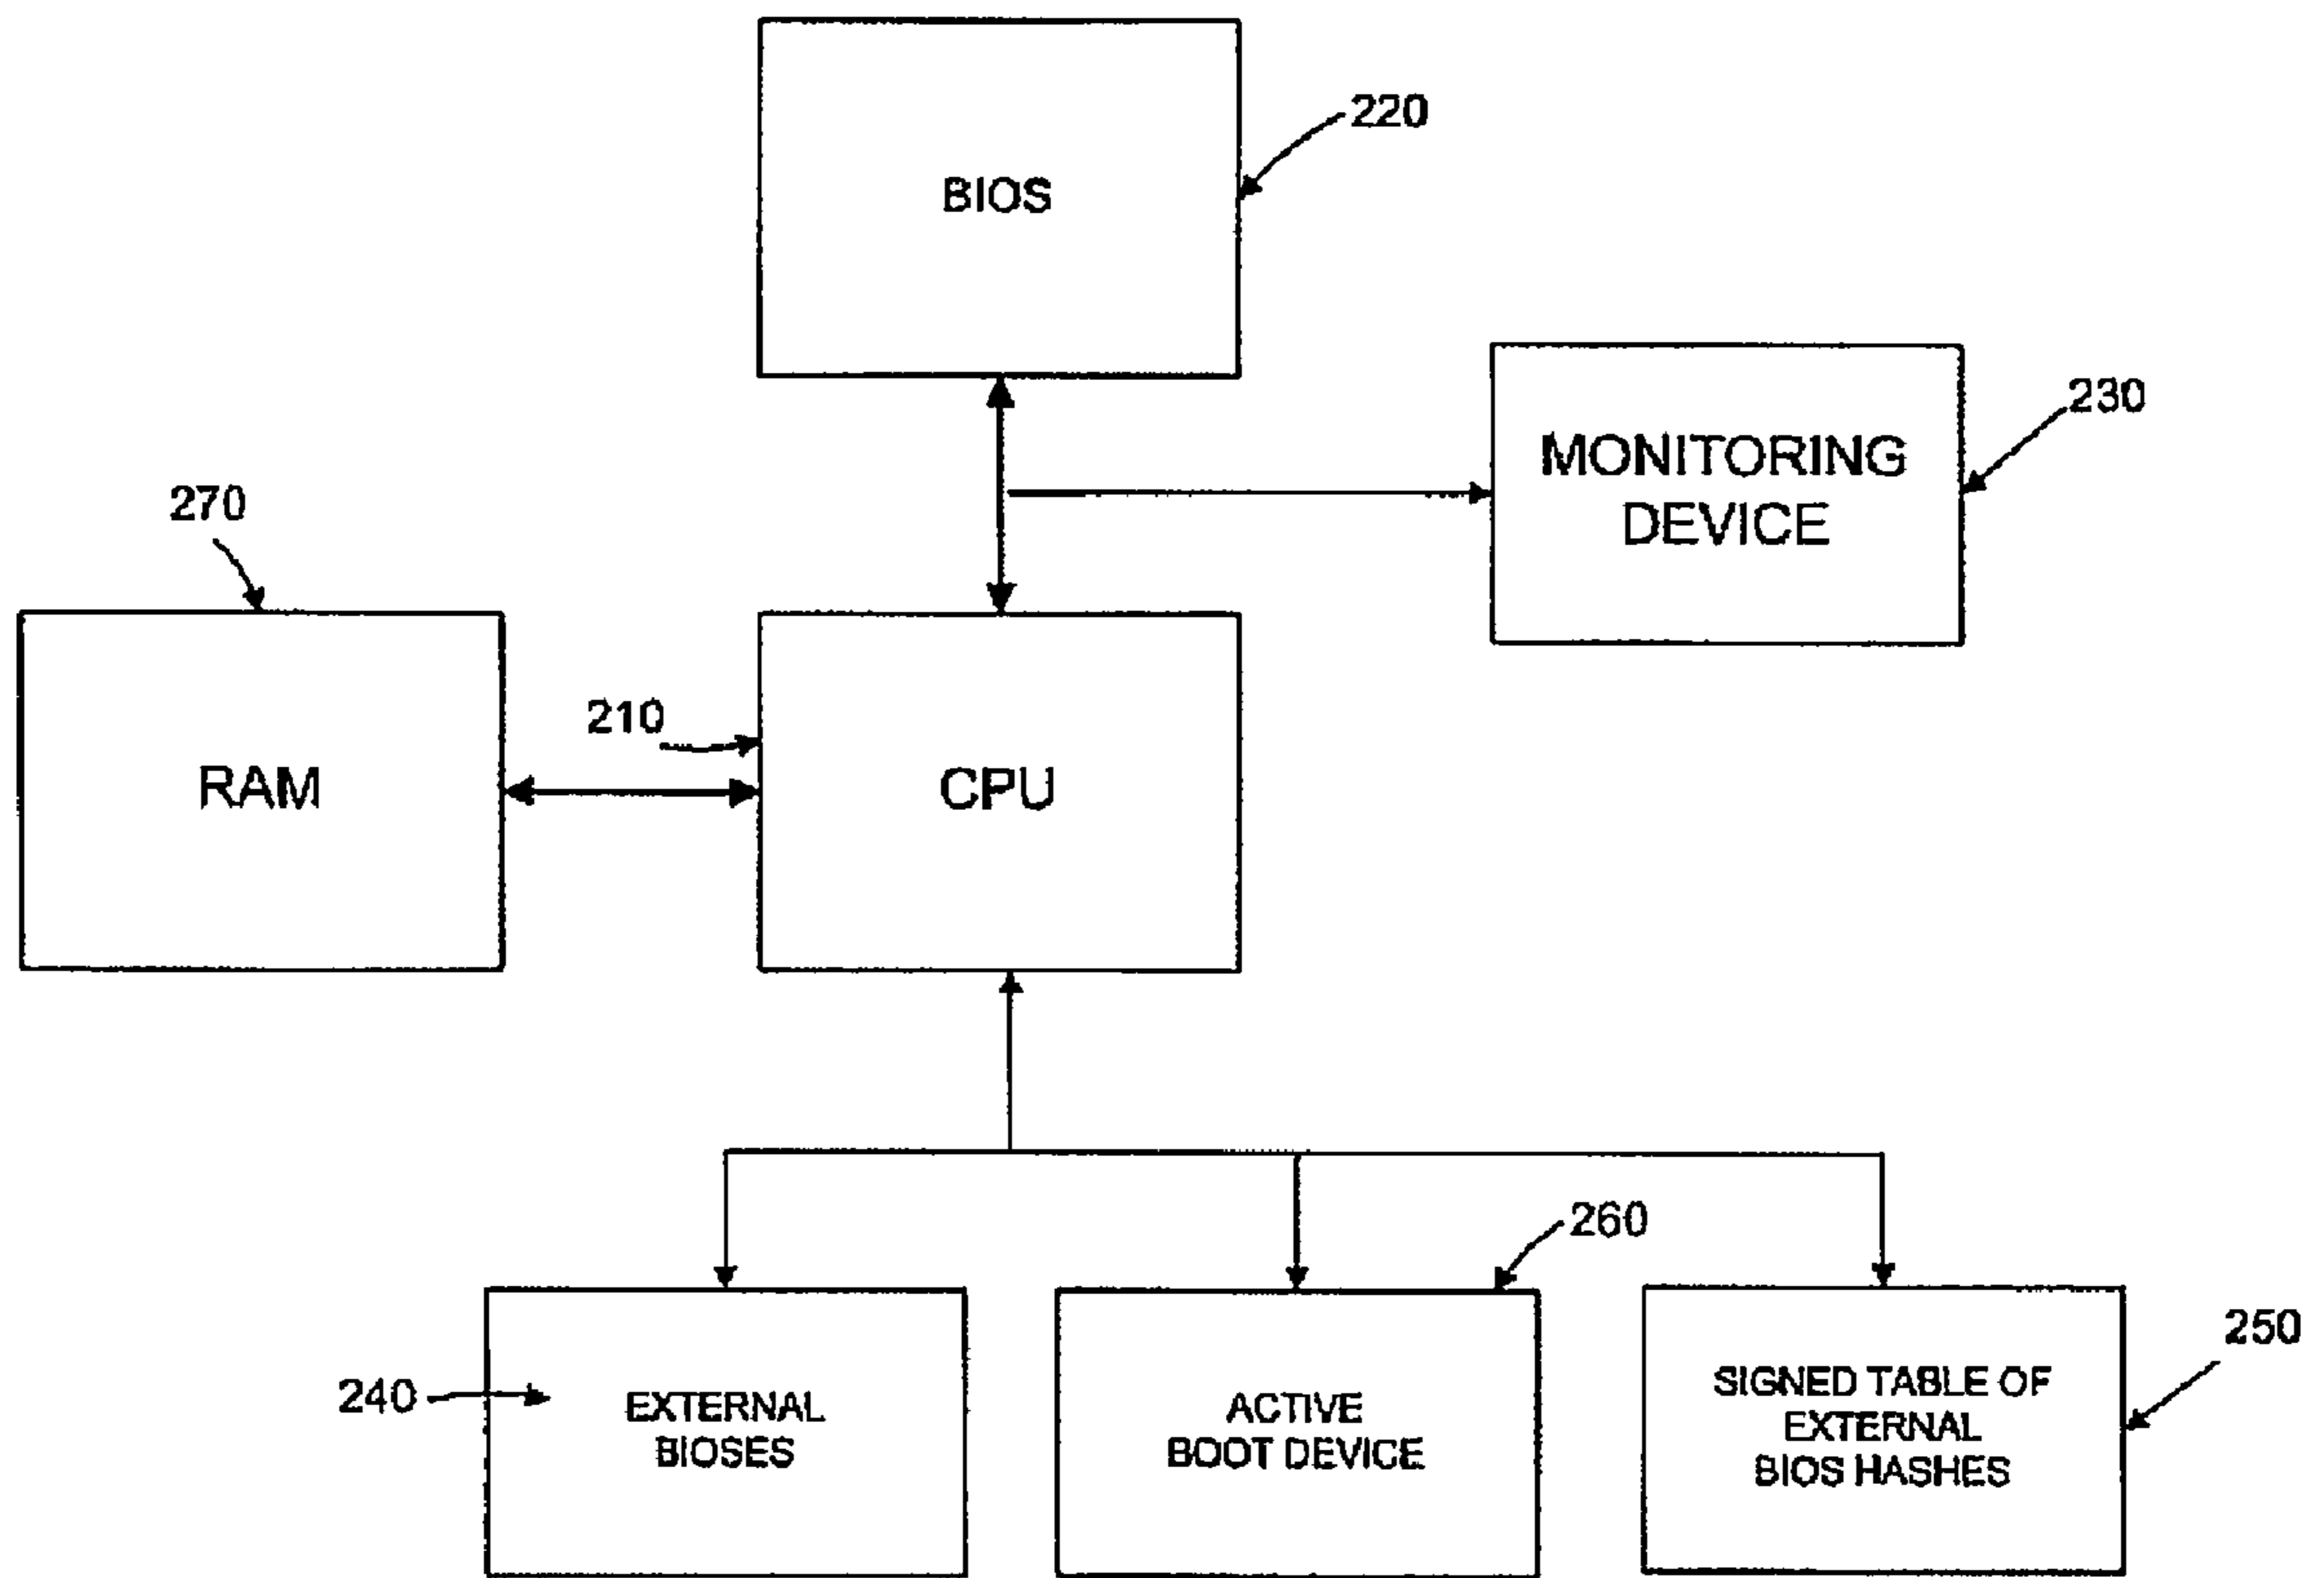 220
BIOS
230
MONITORING
DEVICE
270
210
RAM
CPU
260
250
240
EXTERNAL
BIOSES
ACTIVE
BOOT DEVICE
SIGNED TABLE OF
EXTERNAL
BIOS HASHES